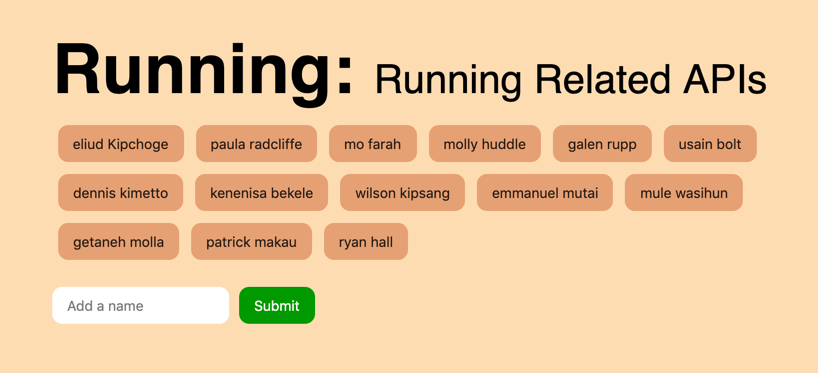 Running: Running Related APIs
eliud Kipchoge paula radcliffe mo farah molly huddle galen rupp usain bolt
dennis kimetto kenenisa bekele wilson kipsang emmanuel mutai mule wasihun
getaneh molla patrick makau ryan hall
Add a name Submit